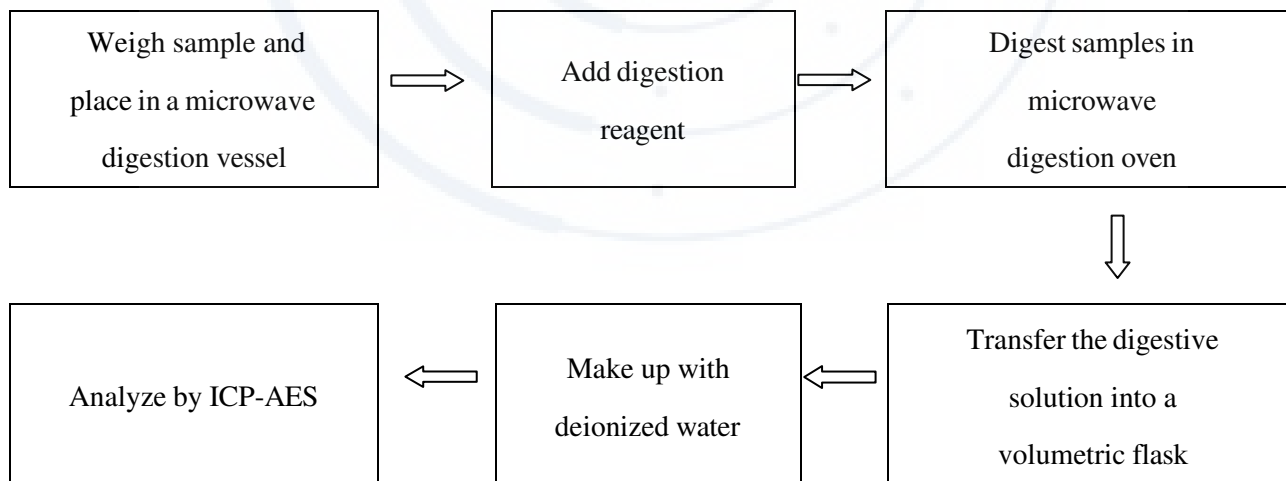 Weigh sample and
place in a microwave
digestion vessel
Add digestion
reagent
Digest samples in
microwave
digestion oven
Transfer the digestive
solution into a
volumetric flask
Make up with
deionized water
Analyze by ICP-AES